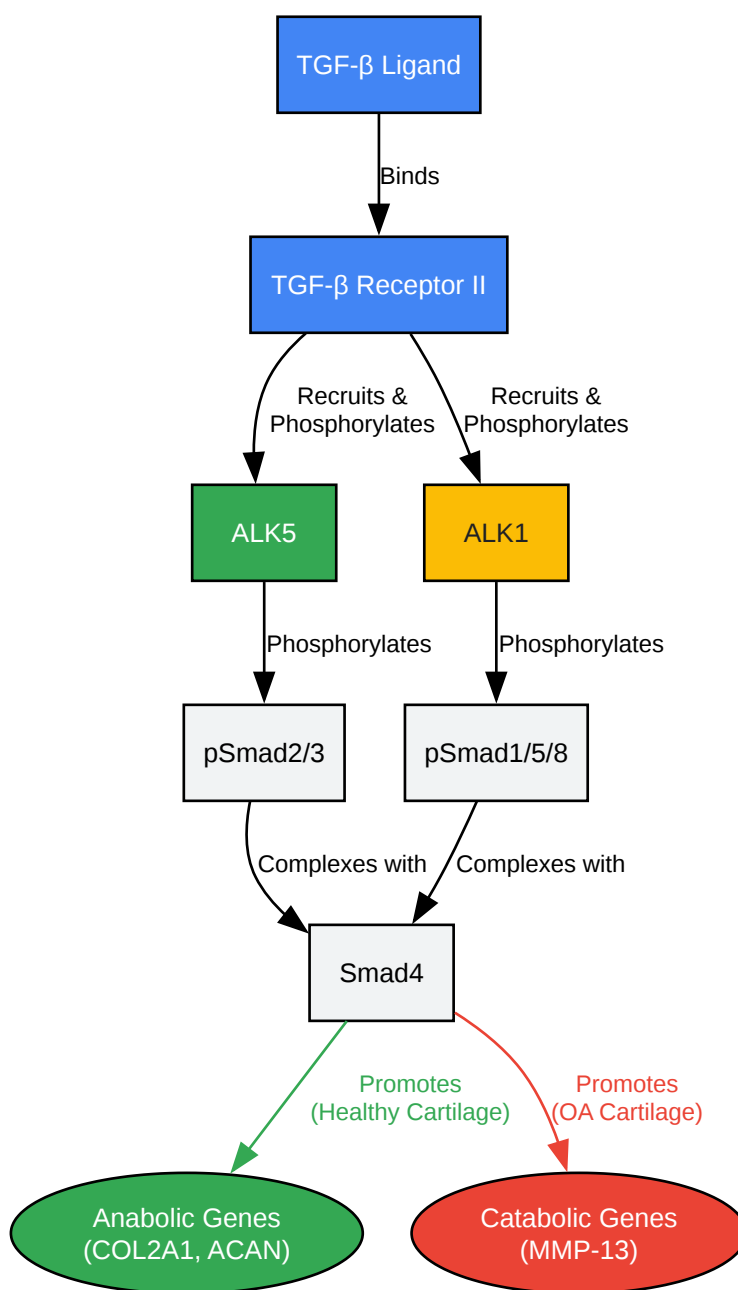 TGF-β Ligand
Binds
TGF-β Receptor II
Recruits &
Phosphorylates
Recruits &
Phosphorylates
ALK5
ALK1
Phosphorylates
Phosphorylates
pSmad2/3
pSmad1/5/8
Complexes with
Complexes with
Smad4
Promotes
(Healthy Cartilage)
Promotes
(OA Cartilage)
Anabolic Genes
(COL2A1, ACAN)
Catabolic Genes
(MMP-13)